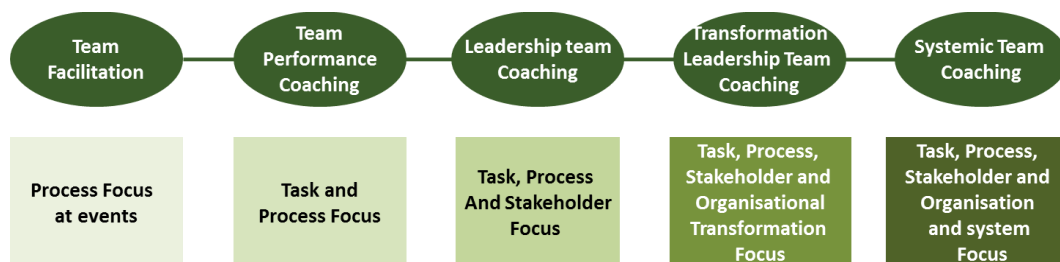 Team
Facilitation
Team
Performance
Coaching
Leadership team
Coaching
Transformation
Leadership Team
Coaching
Systemic Team
Coaching
Process Focus
at events
Task and
Process Focus
Task, Process
And Stakeholder
Focus
Task, Process,
Stakeholder and
Organisational
Transformation
Focus
Task, Process,
Stakeholder and
Organisation
and system
Focus